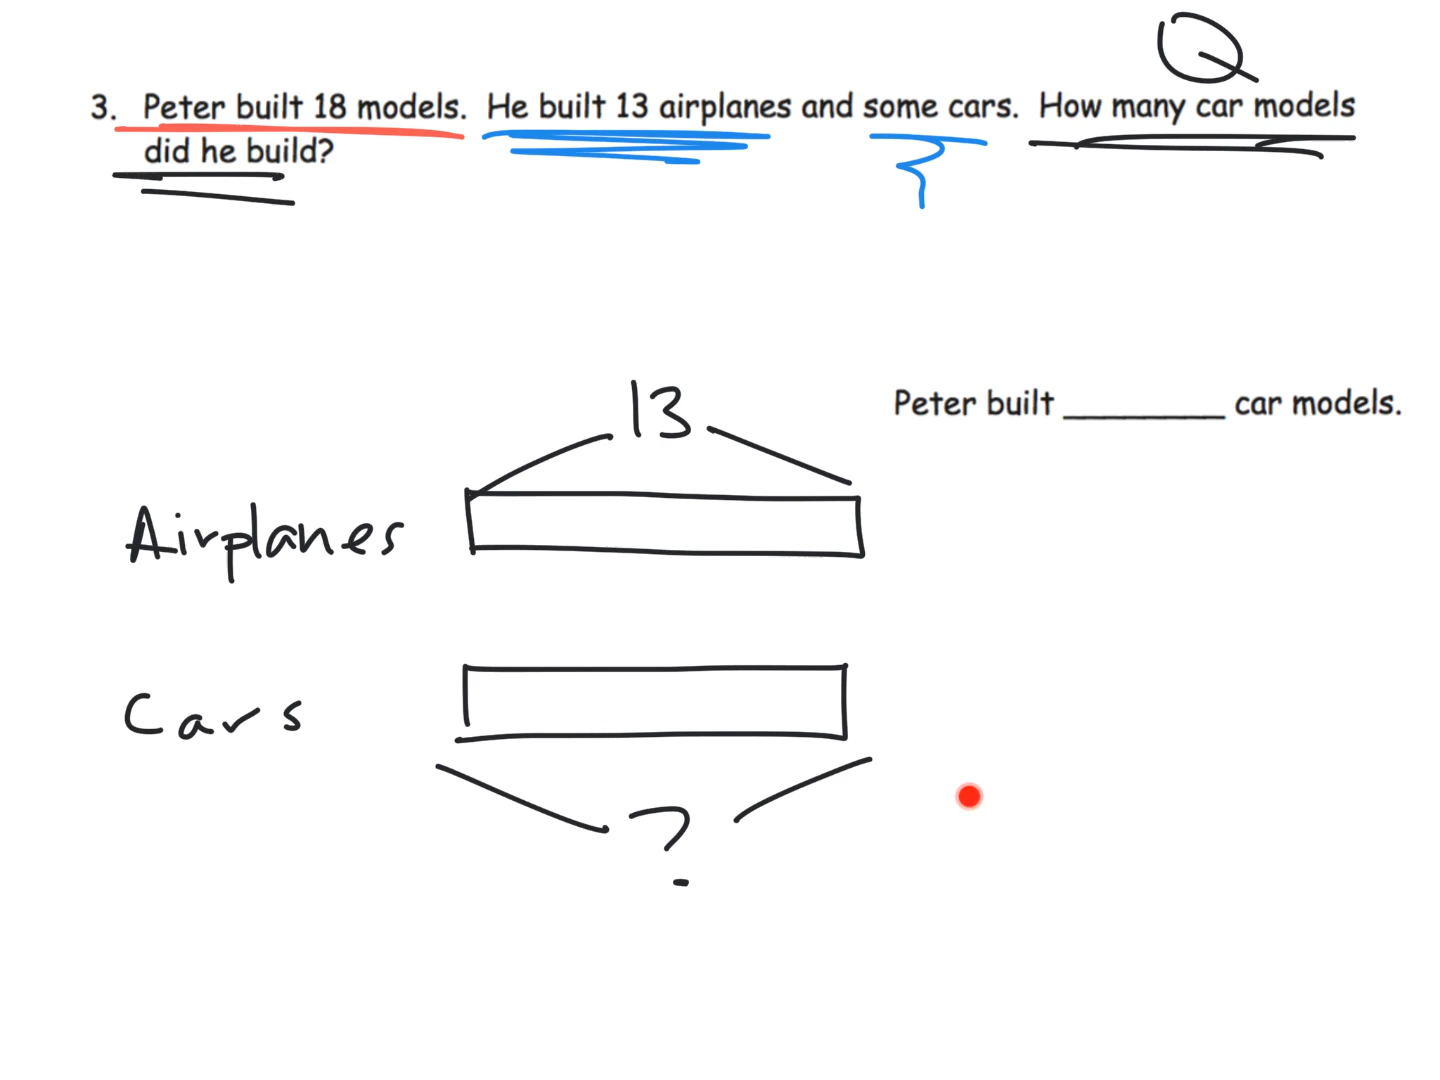 Q
3. Peter built 18 models. He built 13 airplanes and some cars. How many car models
did he build?
?
13
Peter built ________ car models.
Airplanes
Cars
?